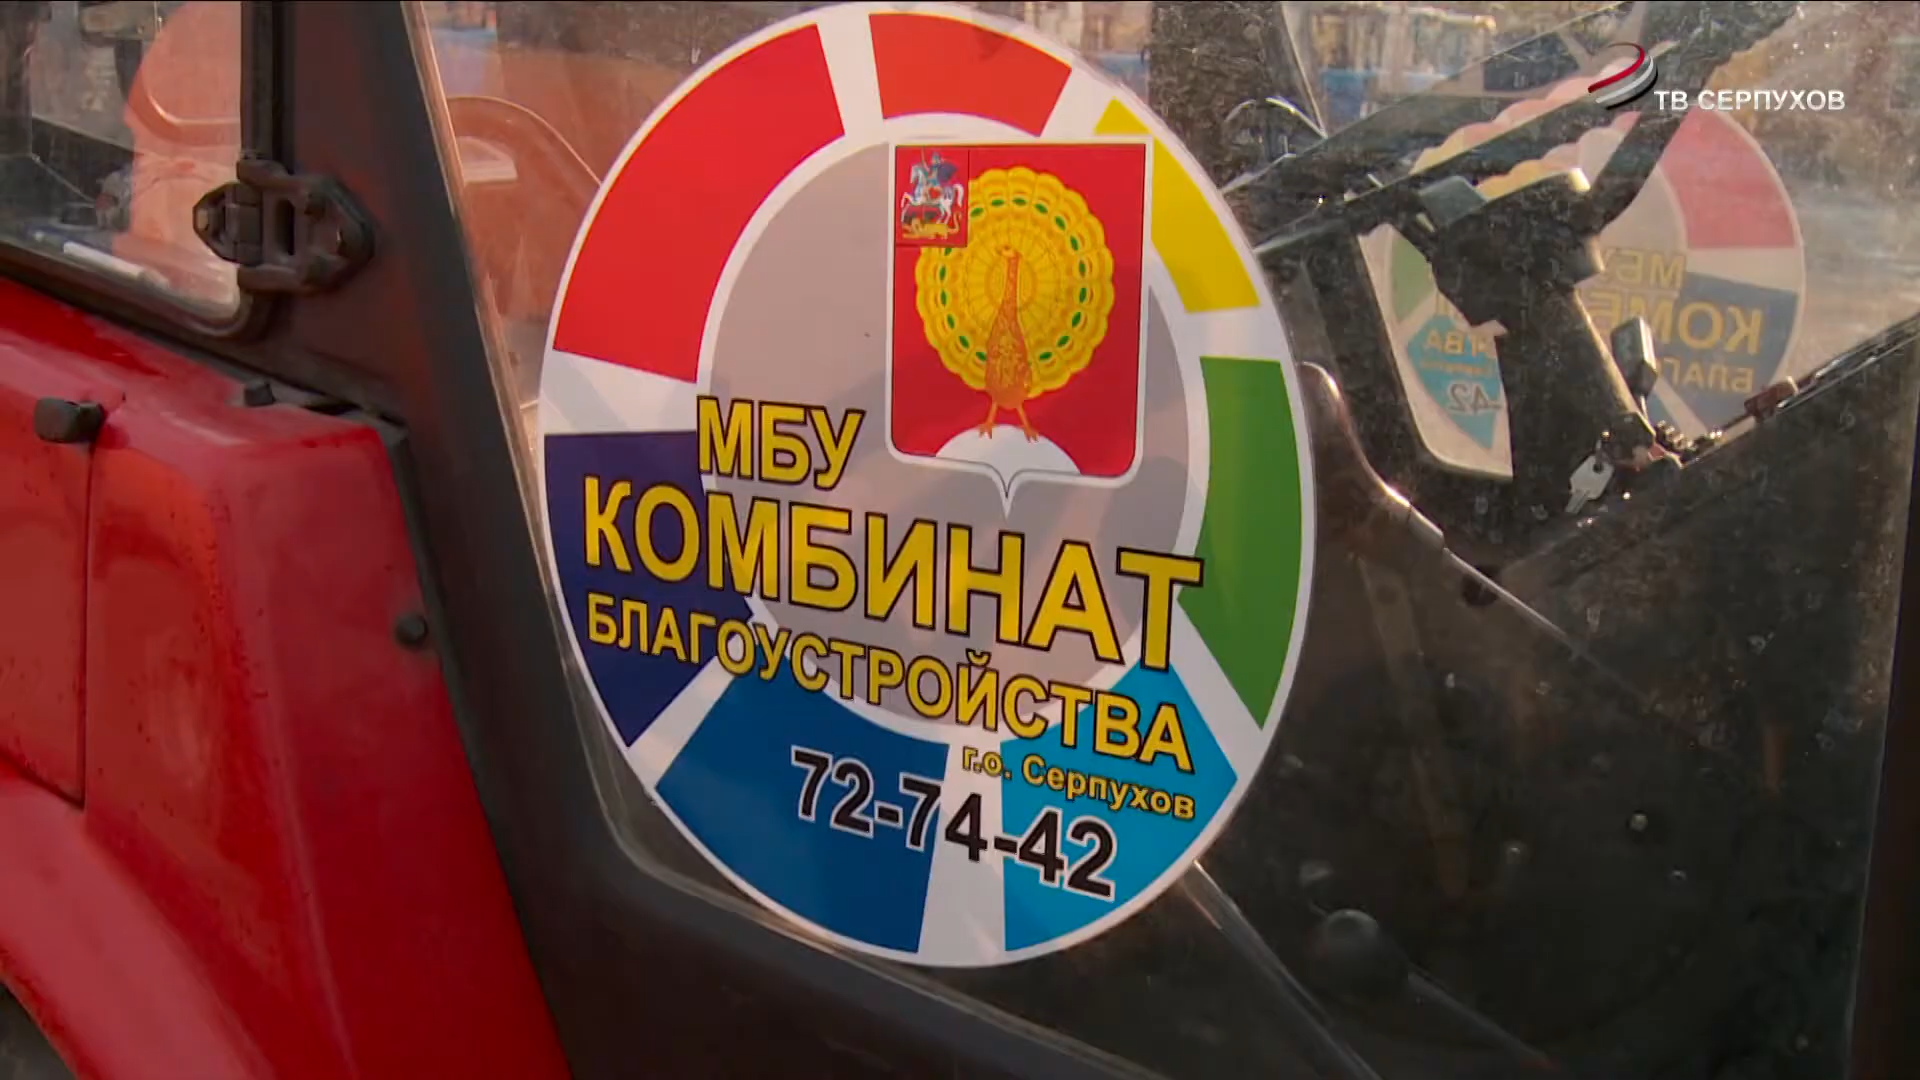 ТВ СЕРПУХОВ
МБУ
КОМБИНАТ
БЛАГОУСТРОЙСТВА
г.о. Серпухов
72-74-42